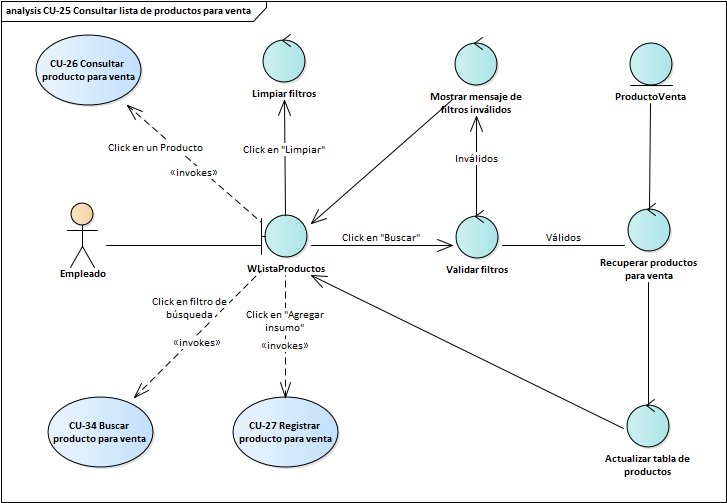 analysis CU-25 Consultar lista de productos para venta
CU-26 Consultar
producto para venta
Limpiar filtros
Mostrar mensaje de
filtros inválidos
ProductoVenta
Click en un Producto
Click en "Limpiar"
Inválidos
«invokes»
Click en "Buscar"
Válidos
Empleado
WListaProductos
Validar filtros
Recuperar productos
para venta
Click en filtro de
búsqueda
«invokes»
Click en "Agregar
insumo"
«invokes»
CU-34 Buscar
producto para venta
CU-27 Registrar
producto para venta
Actualizar tabla de
productos